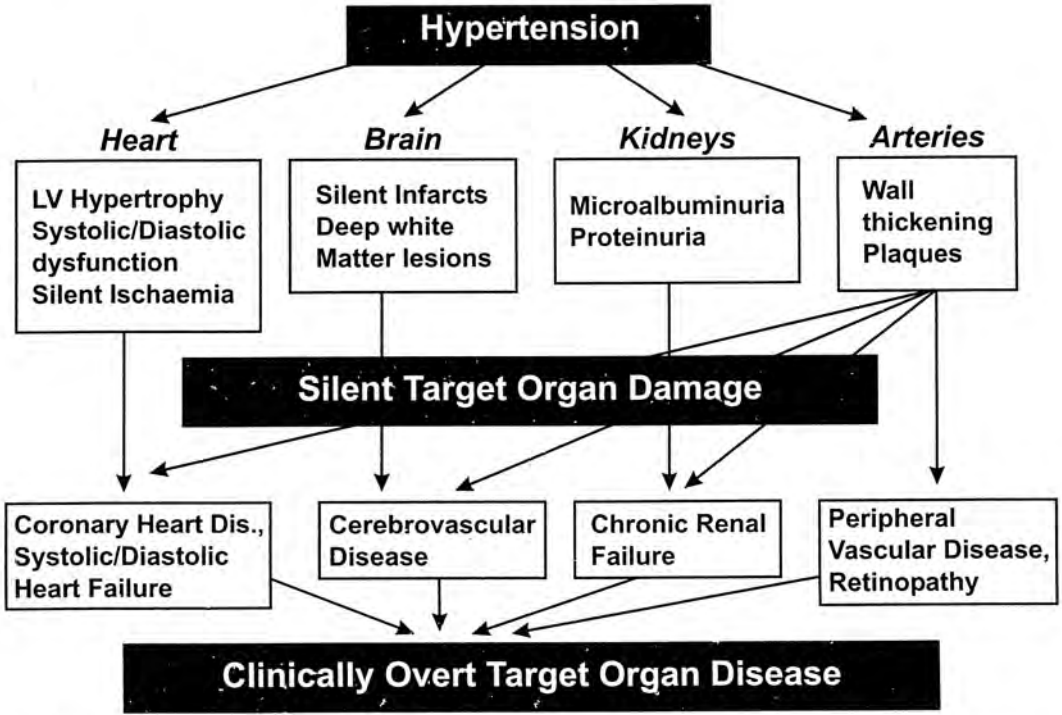 Hypertension
Heart
Brain
Kidneys
Arteries
LV Hypertrophy
Systolic/Diastolic
dysfunction
Silent Ischaemia
Silent Infarcts
Deep white
Matter lesions
Microalbuminuria
Proteinuria
Wall
thickening
Plaques
Silent Target Organ Damage
Coronary Heart Dis.,
Systolic/Diastolic
Heart Failure
Cerebrovascular
Disease
Chronic Renal
Failure
Peripheral
Vascular Disease,
Retinopathy
Clinically Overt Target Organ Disease